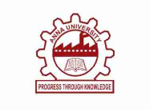 ANNA UNIVERSITY
PROGRESS THROUGH KNOWLEDGE